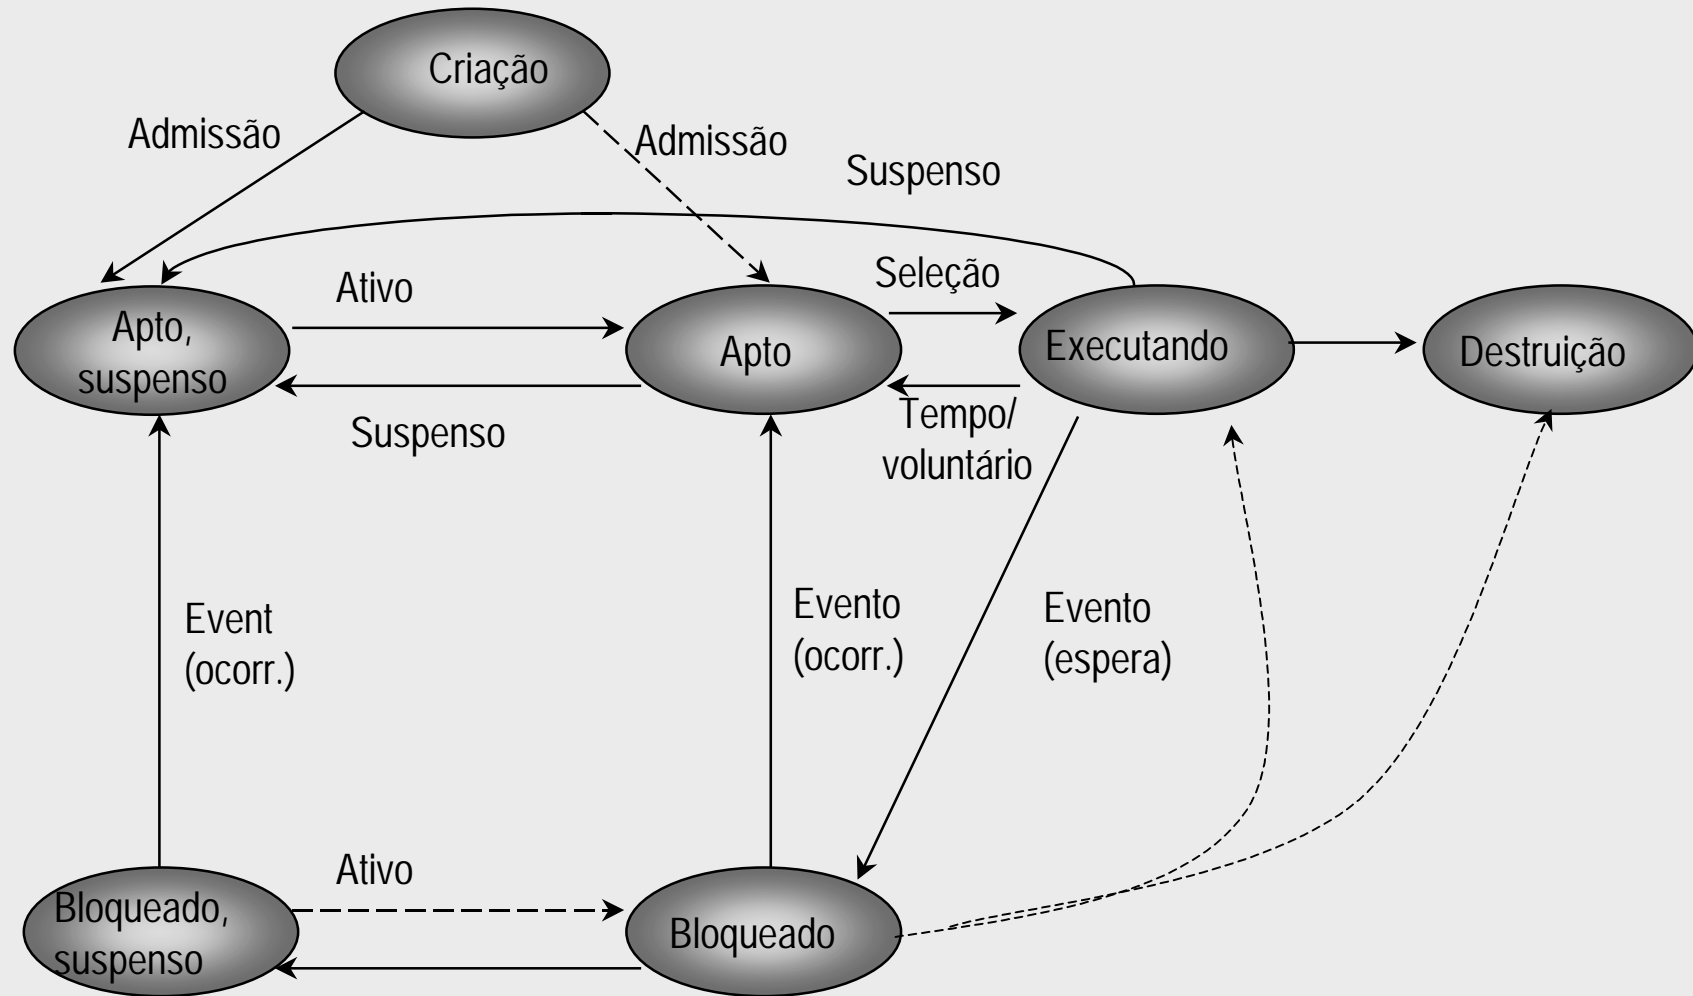 Criação
Admissão
Admissão
Suspenso
Ativo
Seleção
Apto,
suspenso
Apto
Executando
Destruição
Suspenso
Tempo/
voluntário
Event
(ocorr.)
Evento
(ocorr.)
Evento
(espera)
Ativo
Bloqueado,
suspenso
Bloqueado